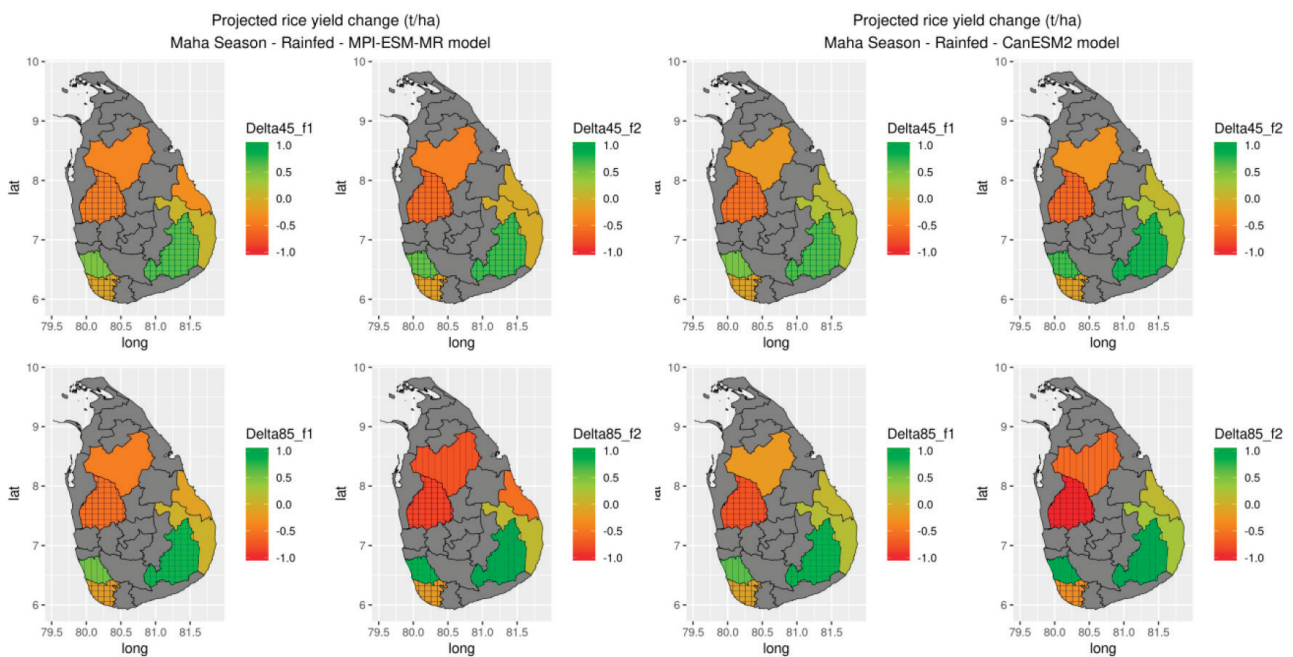 Projected rice yield change (t/ha)
Maha Season - Rainfed - MPI-ESM-MR model
Projected rice yield change (t/ha)
Maha Season - Rainfed - CanESM2 model
10
9
8
7
6
lat
79.5 80.0 80.5 81.0 81.5
long
Delta45_f1
1.0
0.5
0.0
-0.5
-1.0
10
9
8
7
6
lat
79.5 80.0 80.5 81.0 81.5
long
Delta45_f2
1.0
0.5
0.0
-0.5
-1.0
10
9
8
7
6
lat
79.5 80.0 80.5 81.0 81.5
long
Delta45_f1
1.0
0.5
0.0
-0.5
-1.0
10
9
8
7
6
lat
79.5 80.0 80.5 81.0 81.5
long
Delta45_f2
1.0
0.5
0.0
-0.5
-1.0
10
9
8
7
6
lat
79.5 80.0 80.5 81.0 81.5
long
Delta85_f1
1.0
0.5
0.0
-0.5
-1.0
10
9
8
7
6
lat
79.5 80.0 80.5 81.0 81.5
long
Delta85_f2
1.0
0.5
0.0
-0.5
-1.0
10
9
8
7
6
lat
79.5 80.0 80.5 81.0 81.5
long
Delta85_f1
1.0
0.5
0.0
-0.5
-1.0
10
9
8
7
6
lat
79.5 80.0 80.5 81.0 81.5
long
Delta85_f2
1.0
0.5
0.0
-0.5
-1.0